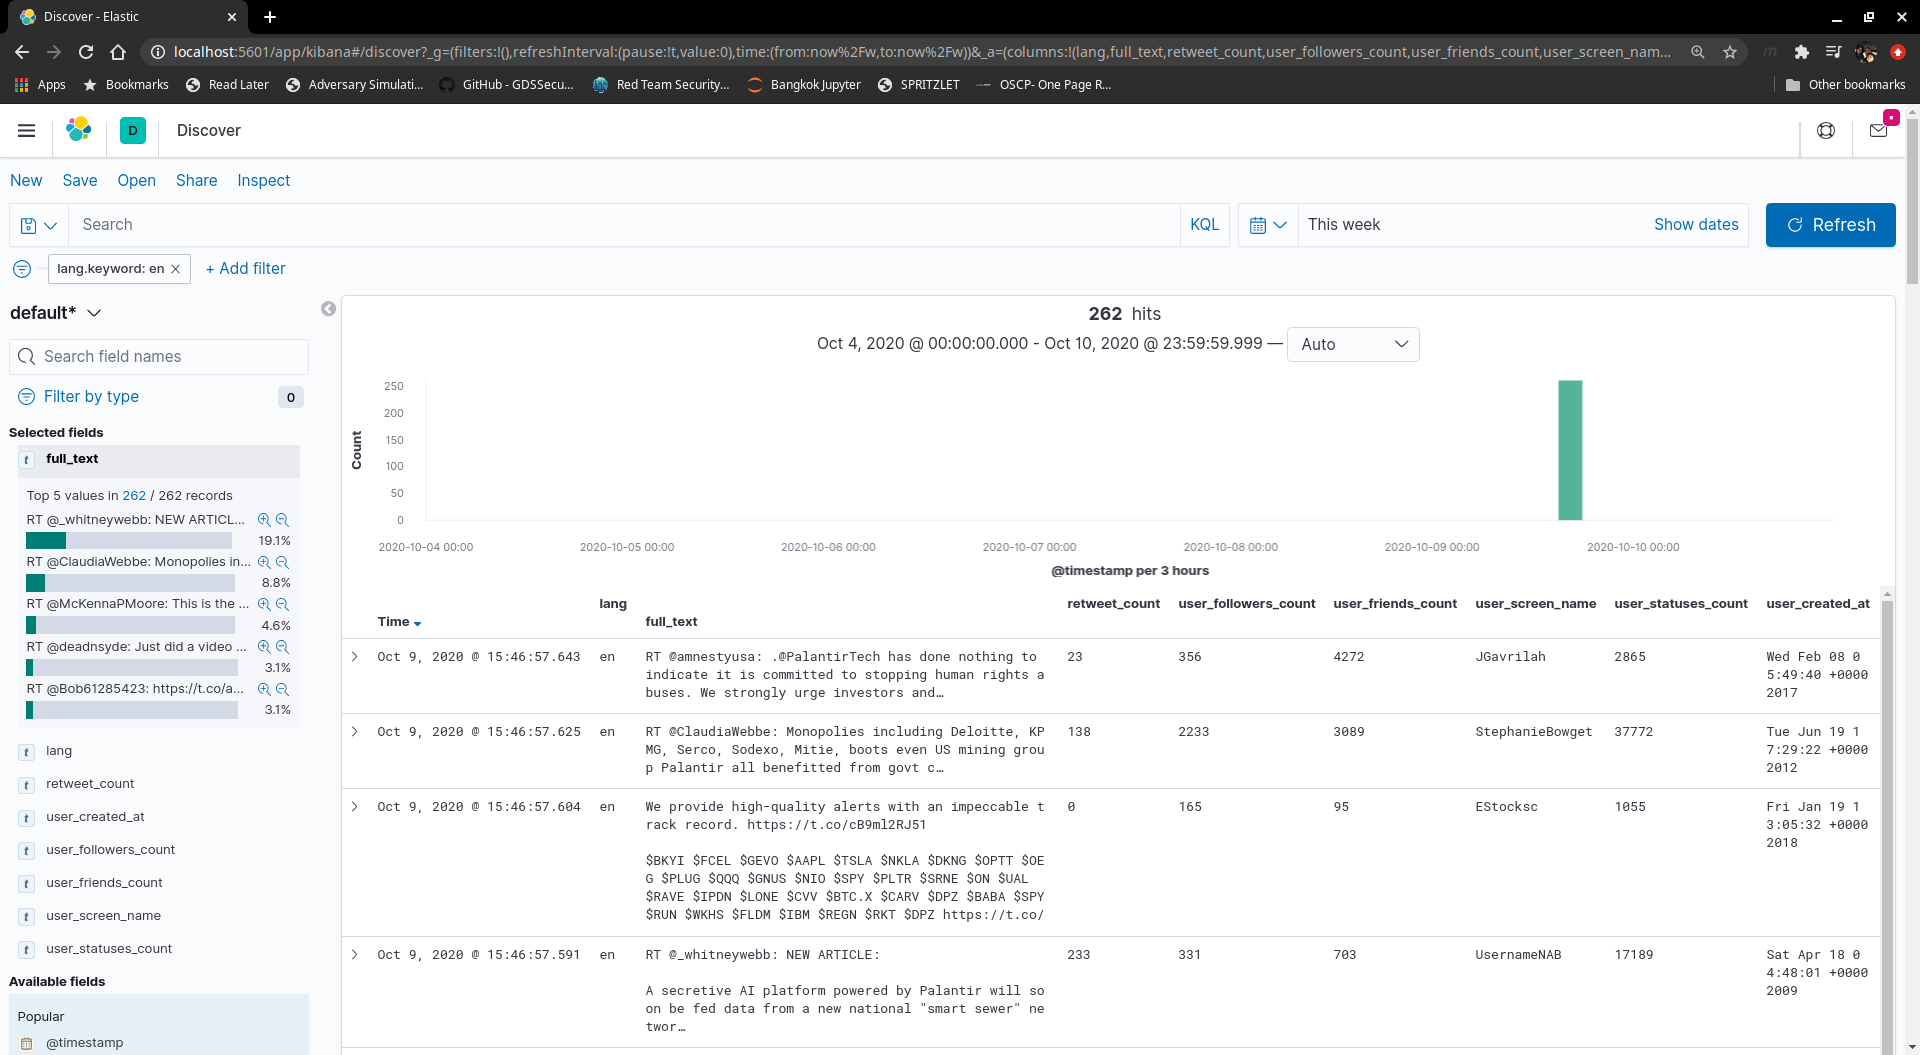 Discover - Elastic
localhost:5601/app/kibana#/discover?_g=(filters:!(),refreshInterval:(pause:!t,value:0),time:(from:now%2Fw,to:now%2Fw))&_a=(columns:!(lang,full_text,retweet_count,user_followers_count,user_friends_count,user_screen_nam...
Apps Bookmarks Read Later Adversary Simulati... GitHub - GDSSecu... Red Team Security... Bangkok Jupyter SPRITZLET OSCP- One Page R... Other bookmarks
D Discover
New Save Open Share Inspect
Search KQL This week Show dates Refresh
lang.keyword: en + Add filter
default*
Search field names
Filter by type 0
Selected fields
t full_text
Top 5 values in 262 / 262 records
RT @_whitneywebb: NEW ARTICL...
19.1%
RT @ClaudiaWebbe: Monopolies in...
8.8%
RT @McKennaPMoore: This is the ...
4.6%
RT @deadnsyde: Just did a video ...
3.1%
RT @Bob61285423: https://t.co/a...
3.1%
t lang
t retweet_count
t user_created_at
t user_followers_count
t user_friends_count
t user_screen_name
t user_statuses_count
Available fields
Popular
@timestamp
262 hits
Oct 4, 2020 @ 00:00:00.000 - Oct 10, 2020 @ 23:59:59.999 — Auto
Count
250
200
150
100
50
0
2020-10-04 00:00 2020-10-05 00:00 2020-10-06 00:00 2020-10-07 00:00 2020-10-08 00:00 2020-10-09 00:00 2020-10-10 00:00
@timestamp per 3 hours
Time lang full_text retweet_count user_followers_count user_friends_count user_screen_name user_statuses_count user_created_at
Oct 9, 2020 @ 15:46:57.643 en RT @amnestyusa: .@PalantirTech has done nothing to 23 356 4272 JGavrilah 2865 Wed Feb 08 0
indicate it is committed to stopping human rights a 5:49:40 +0000
buses. We strongly urge investors and… 2017
Oct 9, 2020 @ 15:46:57.625 en RT @ClaudiaWebbe: Monopolies including Deloitte, KP 138 2233 3089 StephanieBowget 37772 Tue Jun 19 1
MG, Serco, Sodexo, Mitie, boots even US mining grou 7:29:22 +0000
p Palantir all benefitted from govt c… 2012
Oct 9, 2020 @ 15:46:57.604 en We provide high-quality alerts with an impeccable t 0 165 95 EStocksc 1055 Fri Jan 19 1
rack record. https://t.co/cB9ml2RJ51 3:05:32 +0000
2018
$BKYI $FCEL $GEVO $AAPL $TSLA $NKLA $DKNG $OPTT $OE
G $PLUG $QQQ $GNUS $NIO $SPY $PLTR $SRNE $ON $UAL
$RAVE $IPDN $LONE $CVV $BTC.X $CARV $DPZ $BABA $SPY
$RUN $WKHS $FLDM $IBM $REGN $RKT $DPZ https://t.co/
Oct 9, 2020 @ 15:46:57.591 en RT @_whitneywebb: NEW ARTICLE: 233 331 703 UsernameNAB 17189 Sat Apr 18 0
4:48:01 +0000
A secretive AI platform powered by Palantir will so 2009
on be fed data from a new national "smart sewer" ne
twor…